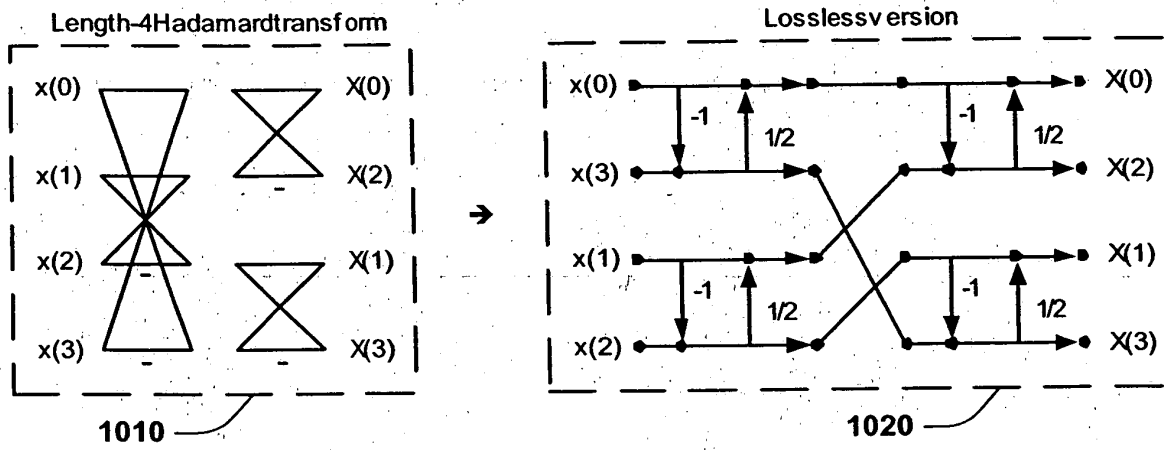 Length-4Hadamardtransform
x(0)
X(0)
x(1)
X(2)
-
x(2)
X(1)
-
x(3)
X(3)
-
-
1010
Losslessversion
x(0)
X(0)
-1
1/2
-1
1/2
x(3)
X(2)
x(1)
X(1)
-1
1/2
-1
1/2
x(2)
X(3)
1020